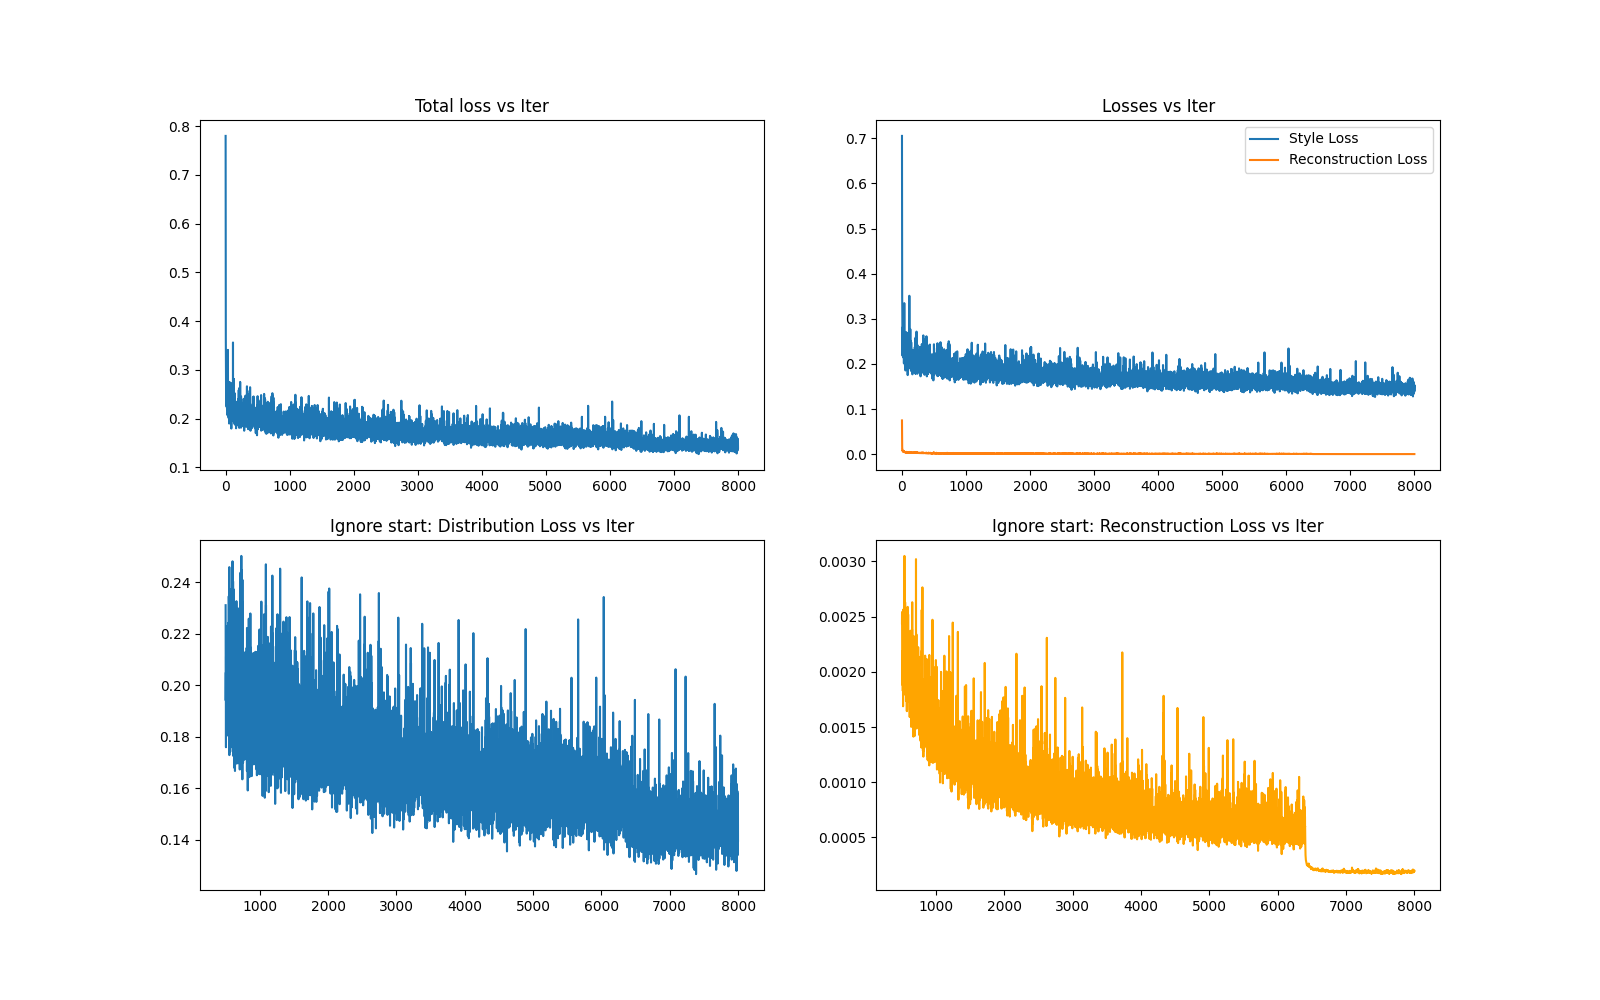 Total loss vs Iter
0.8
0.7
0.6
0.5
0.4
0.3
0.2
0.1
0 1000 2000 3000 4000 5000 6000 7000 8000
Losses vs Iter
Style Loss
Reconstruction Loss
0.7
0.6
0.5
0.4
0.3
0.2
0.1
0.0
0 1000 2000 3000 4000 5000 6000 7000 8000
Ignore start: Distribution Loss vs Iter
0.24
0.22
0.20
0.18
0.16
0.14
1000 2000 3000 4000 5000 6000 7000 8000
Ignore start: Reconstruction Loss vs Iter
0.0030
0.0025
0.0020
0.0015
0.0010
0.0005
1000 2000 3000 4000 5000 6000 7000 8000